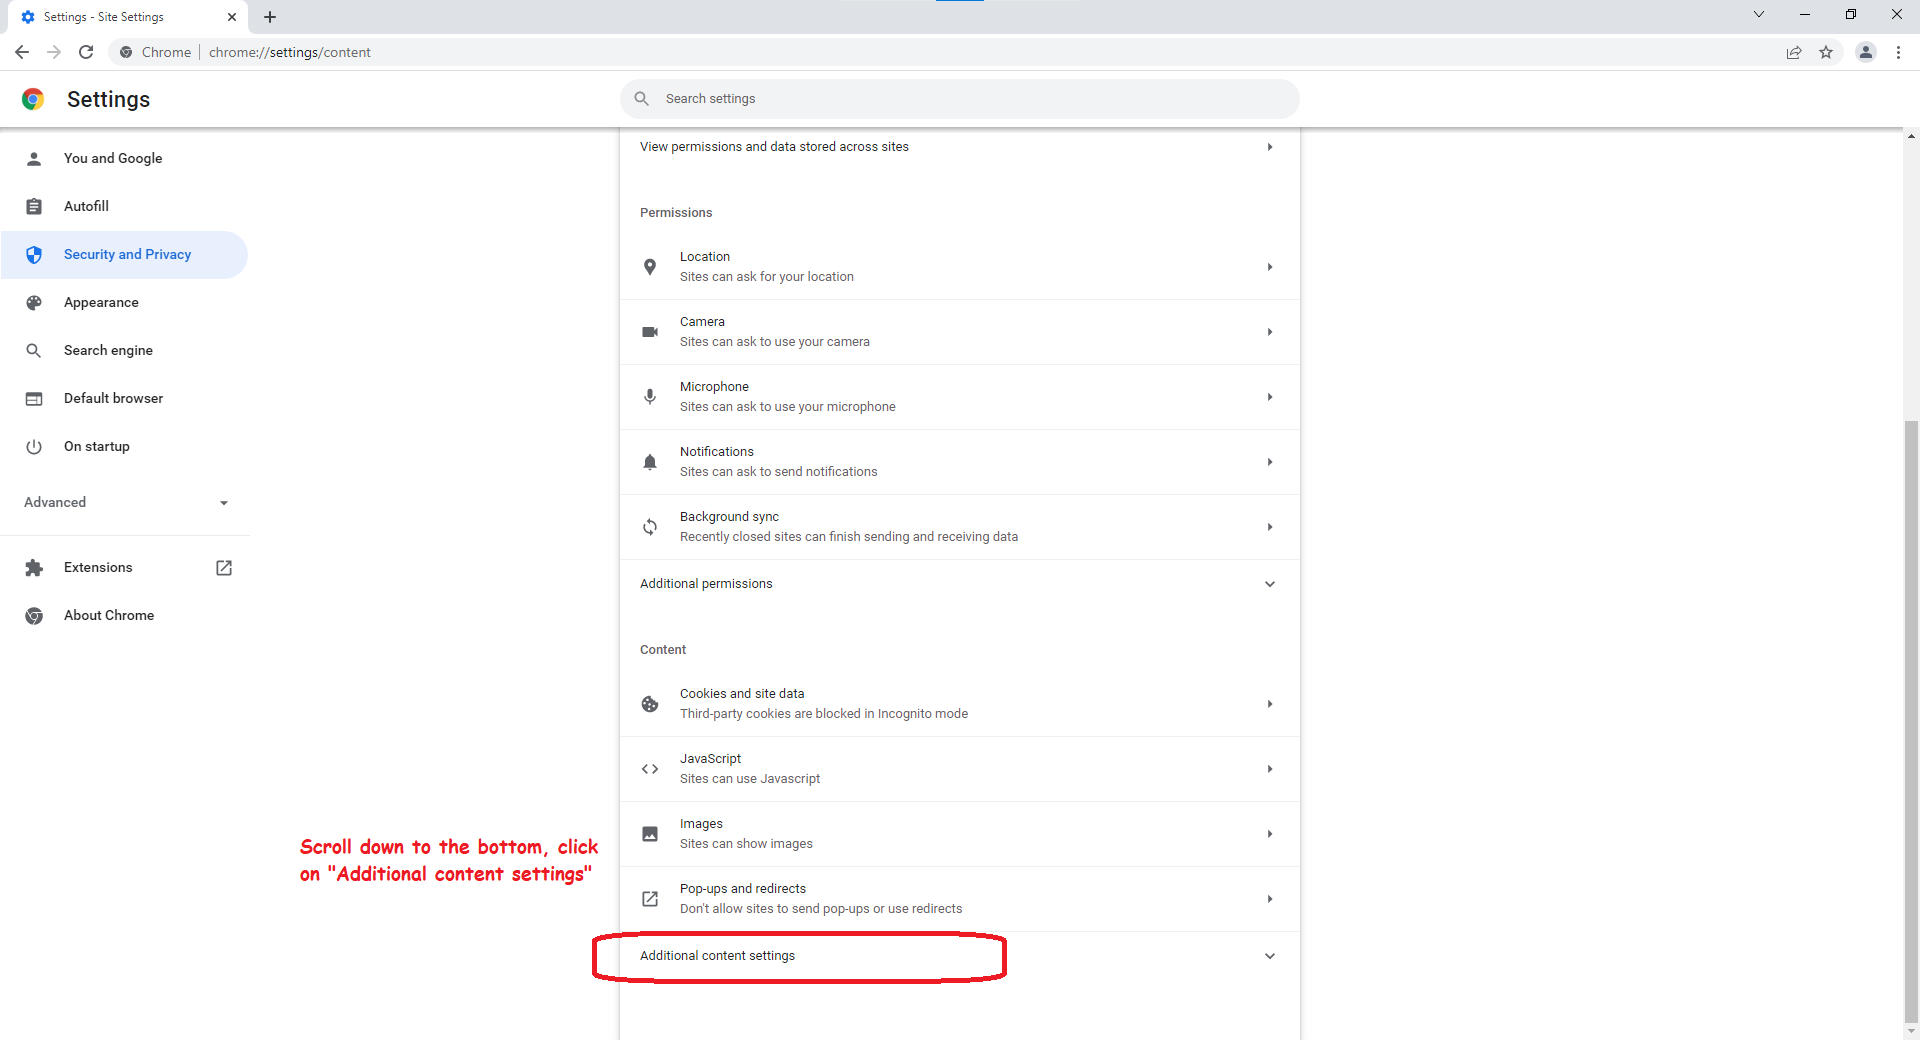 Settings - Site Settings
Chrome | chrome://settings/content
Settings
Search settings
You and Google
Autofill
Security and Privacy
Appearance
Search engine
Default browser
On startup
Advanced
Extensions
About Chrome
View permissions and data stored across sites
Permissions
Location
Sites can ask for your location
Camera
Sites can ask to use your camera
Microphone
Sites can ask to use your microphone
Notifications
Sites can ask to send notifications
Background sync
Recently closed sites can finish sending and receiving data
Additional permissions
Content
Cookies and site data
Third-party cookies are blocked in Incognito mode
JavaScript
Sites can use Javascript
Images
Sites can show images
Pop-ups and redirects
Don't allow sites to send pop-ups or use redirects
Additional content settings
Scroll down to the bottom, click
on "Additional content settings"